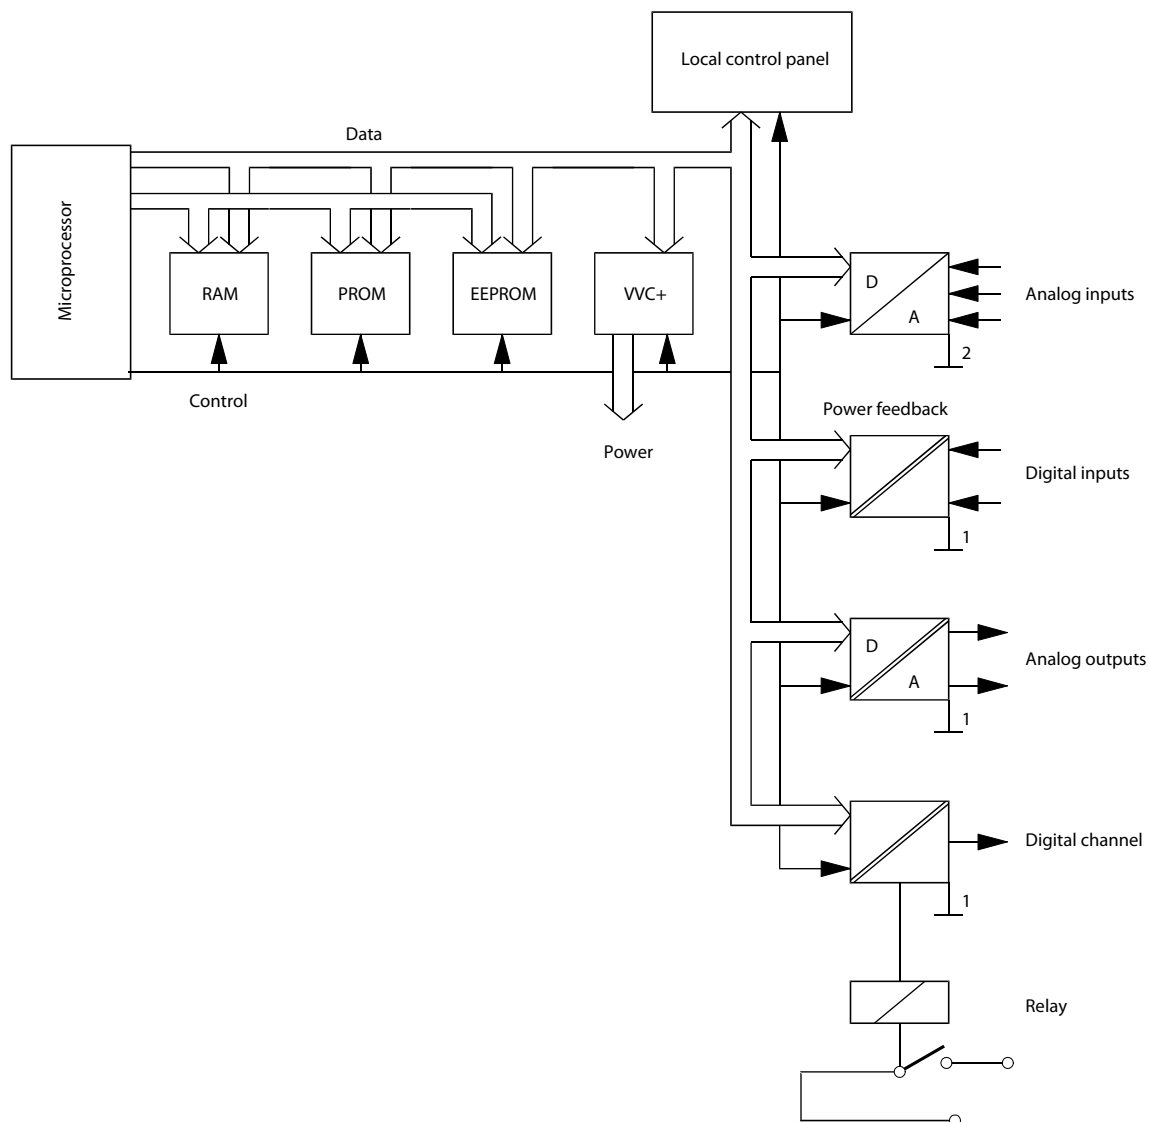 Local control panel
Data
Microprocessor
RAM
PROM
EEPROM
VVC+
D
A
Analog inputs
2
Control
Power feedback
Power
Digital inputs
1
D
A
Analog outputs
1
Digital channel
1
Relay